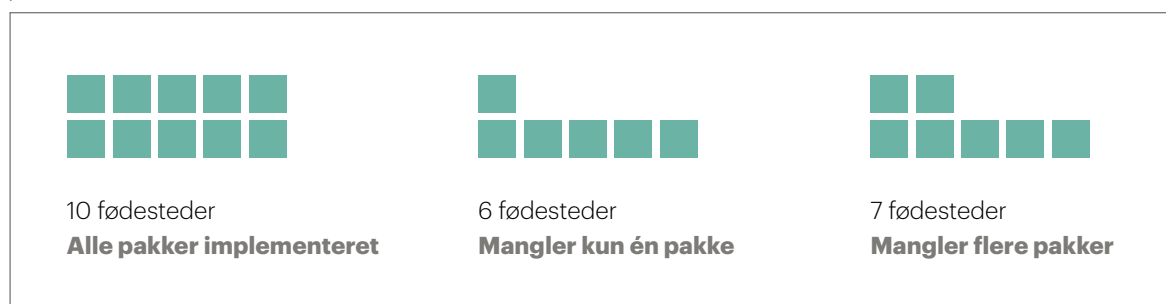 10 fødesteder
Alle pakker implementeret
6 fødesteder
Mangler kun én pakke
7 fødesteder
Mangler flere pakker